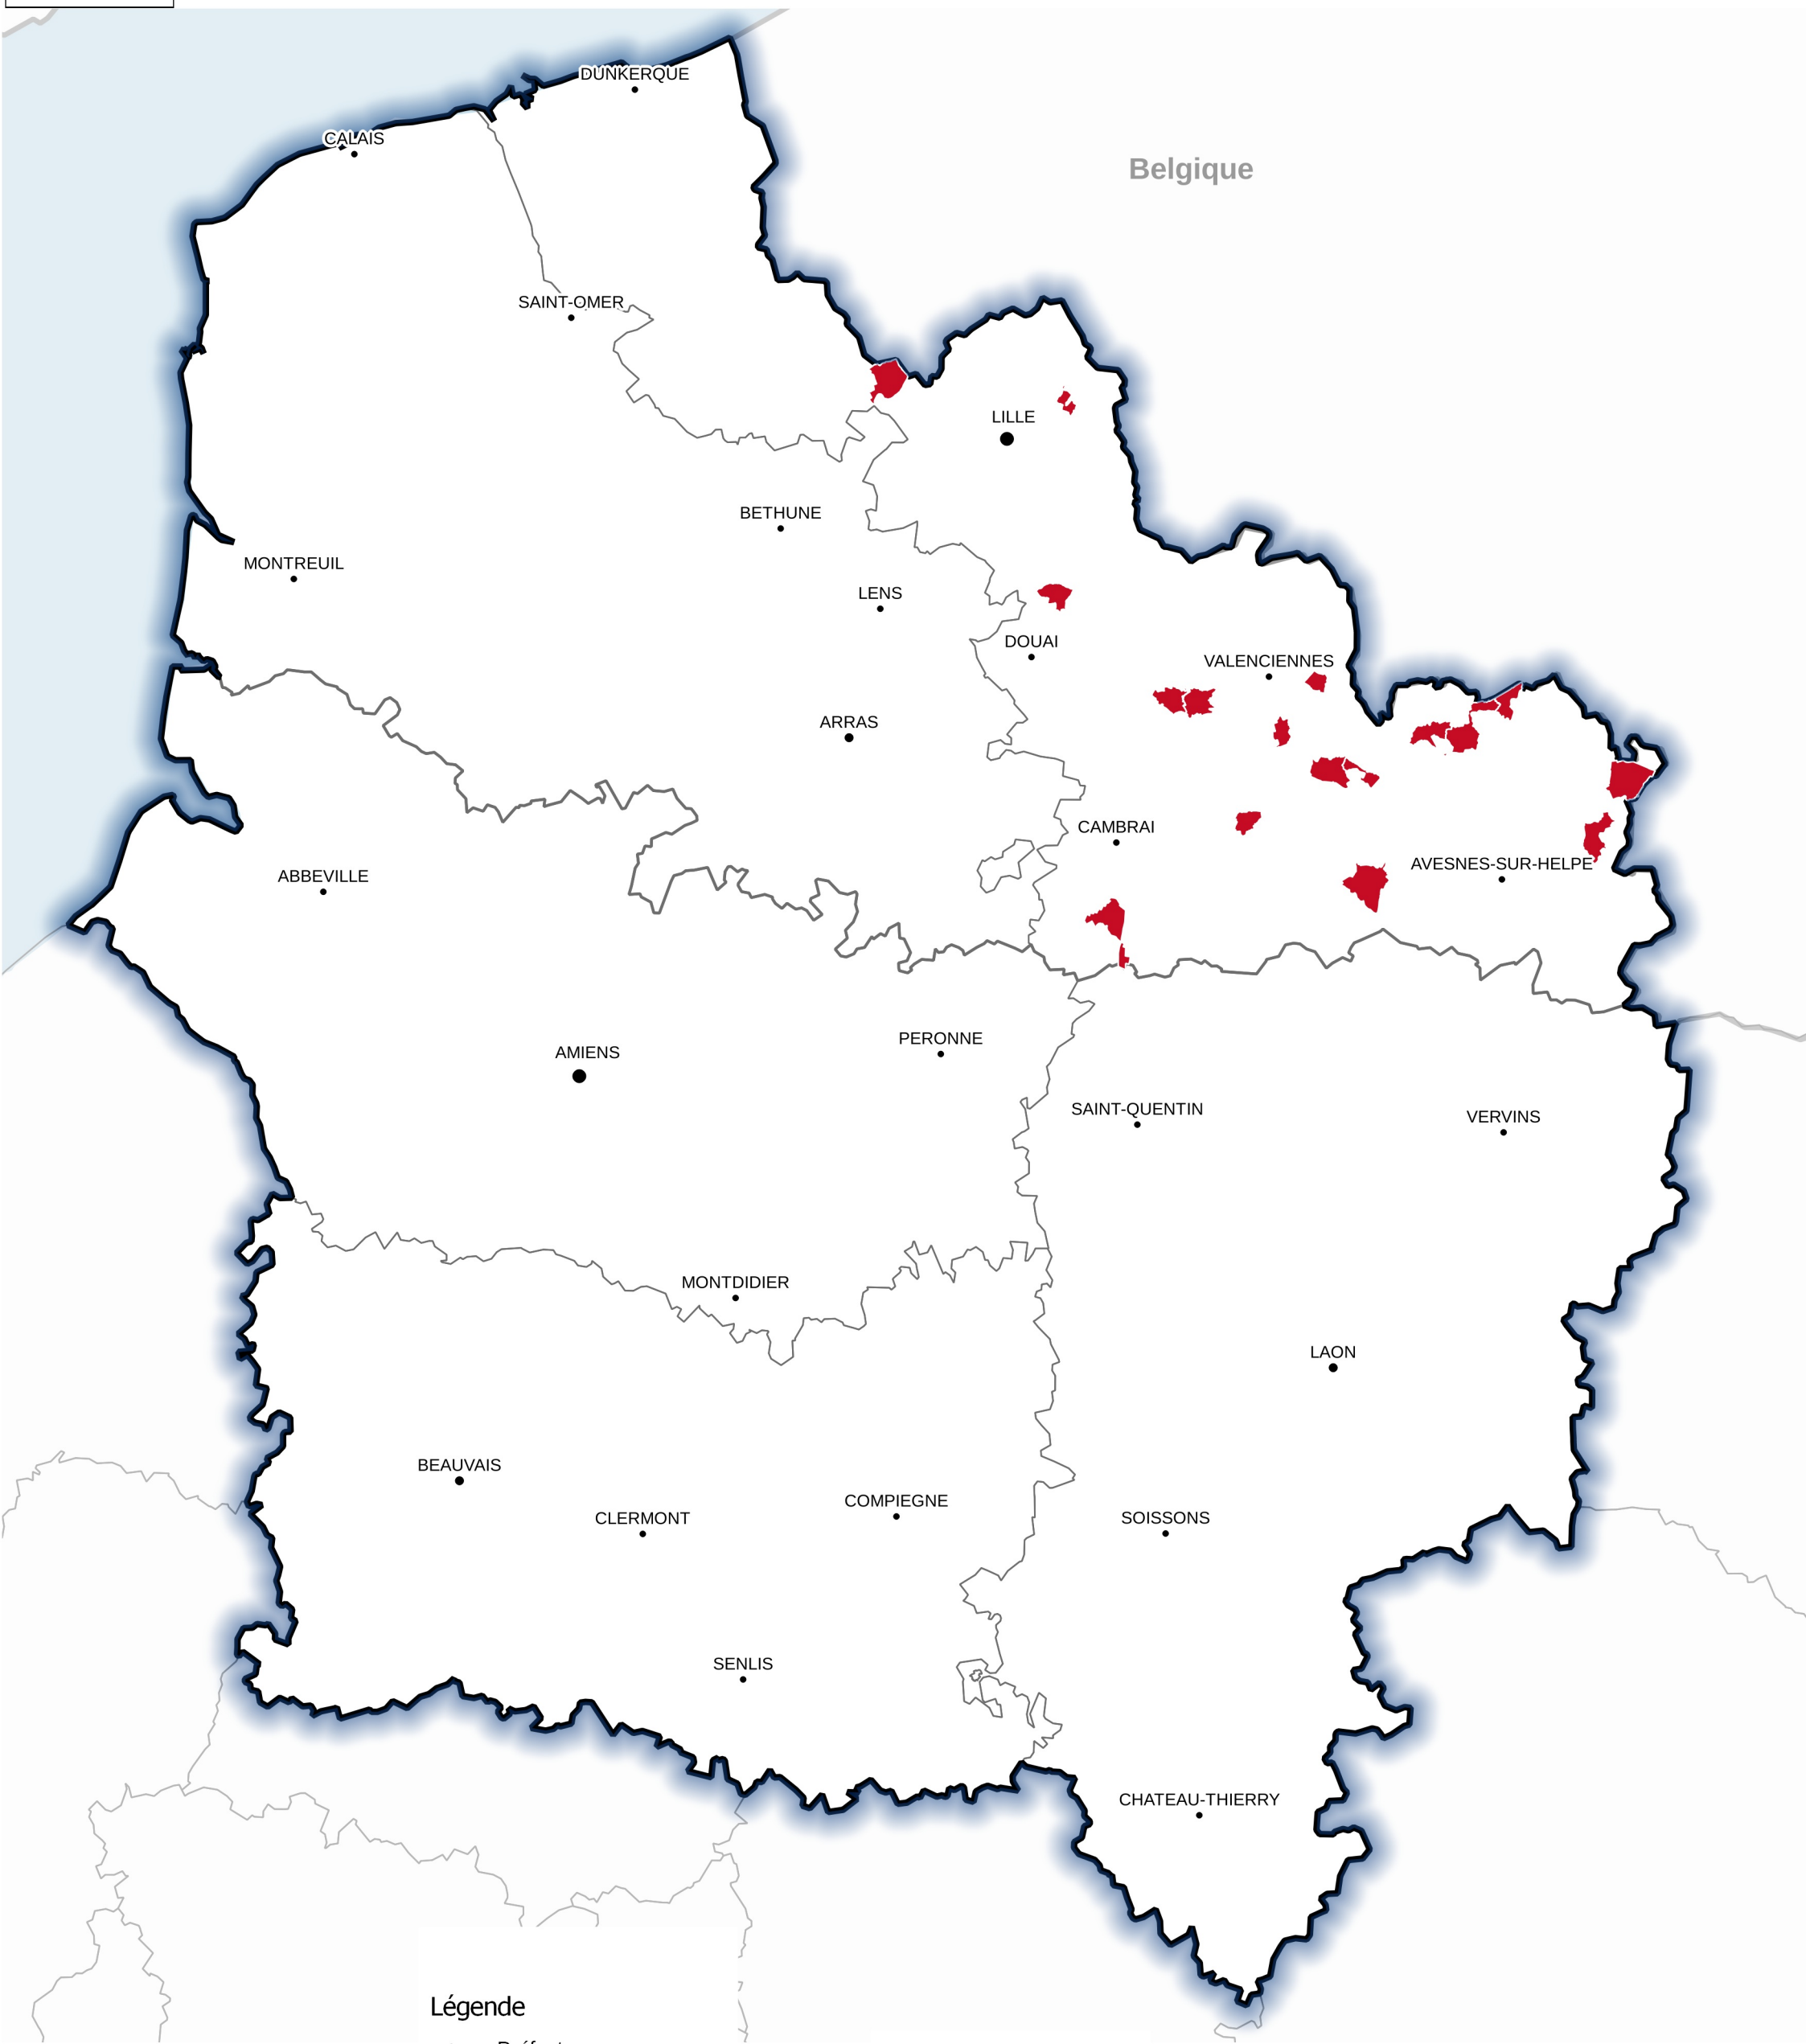 DUNKERQUE
CALAIS
Belgique
SAINT-OMER
LILLE
BETHUNE
MONTREUIL
LENS
DOUAI
VALENCIENNES
ARRAS
CAMBRAI
AVESNES-SUR-HELPE
ABBEVILLE
PERONNE
AMIENS
SAINT-QUENTIN
VERVINS
MONTDIDIER
LAON
BEAUVAIS
COMPIEGNE
CLERMONT
SOISSONS
SENLIS
CHATEAU-THIERRY
Légende